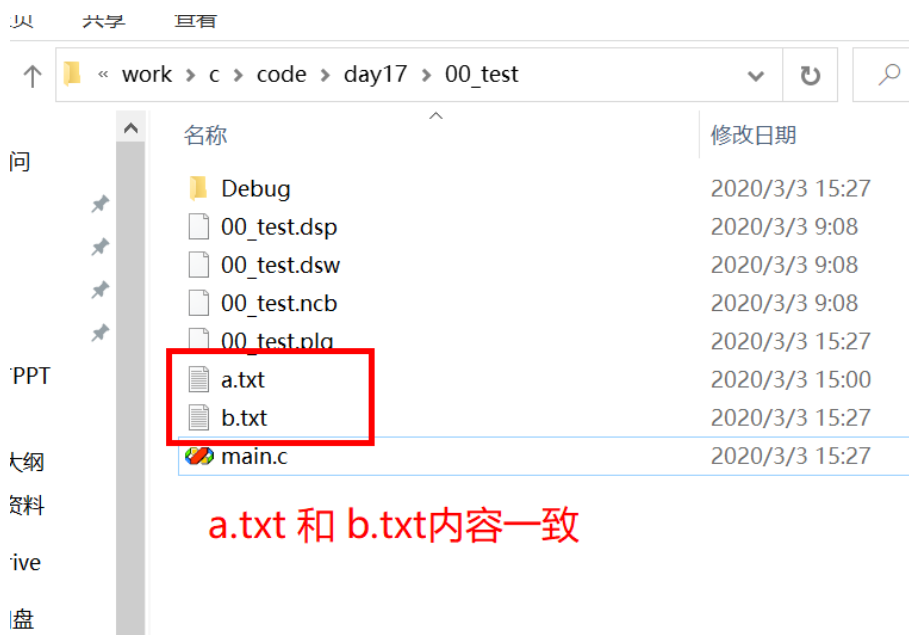 共享 查看
« work > c > code > day17 > 00_test
名称 修改日期
问
Debug 2020/3/3 15:27
00_test.dsp 2020/3/3 9:08
00_test.dsw 2020/3/3 9:08
00_test.ncb 2020/3/3 9:08
00_test.plg 2020/3/3 15:27
PPT a.txt 2020/3/3 15:00
b.txt 2020/3/3 15:27
大纲 main.c 2020/3/3 15:27
资料
a.txt 和 b.txt内容一致
rive
盘